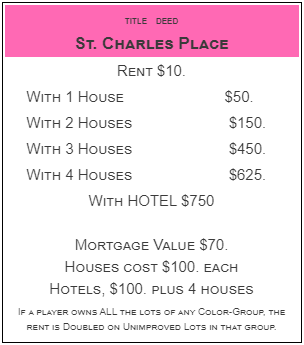 TITLE DEED
ST. CHARLES PLACE
RENT $10.
WITH 1 HOUSE $50.
WITH 2 HOUSES $150.
WITH 3 HOUSES $450.
WITH 4 HOUSES $625.
WITH HOTEL $750
MORTGAGE VALUE $70.
HOUSES COST $100. EACH
HOTELS, $100. PLUS 4 HOUSES
IF A PLAYER OWNS ALL THE LOTS OF ANY COLOR-GROUP, THE
RENT IS DOUBLED ON UNIMPROVED LOTS IN THAT GROUP.